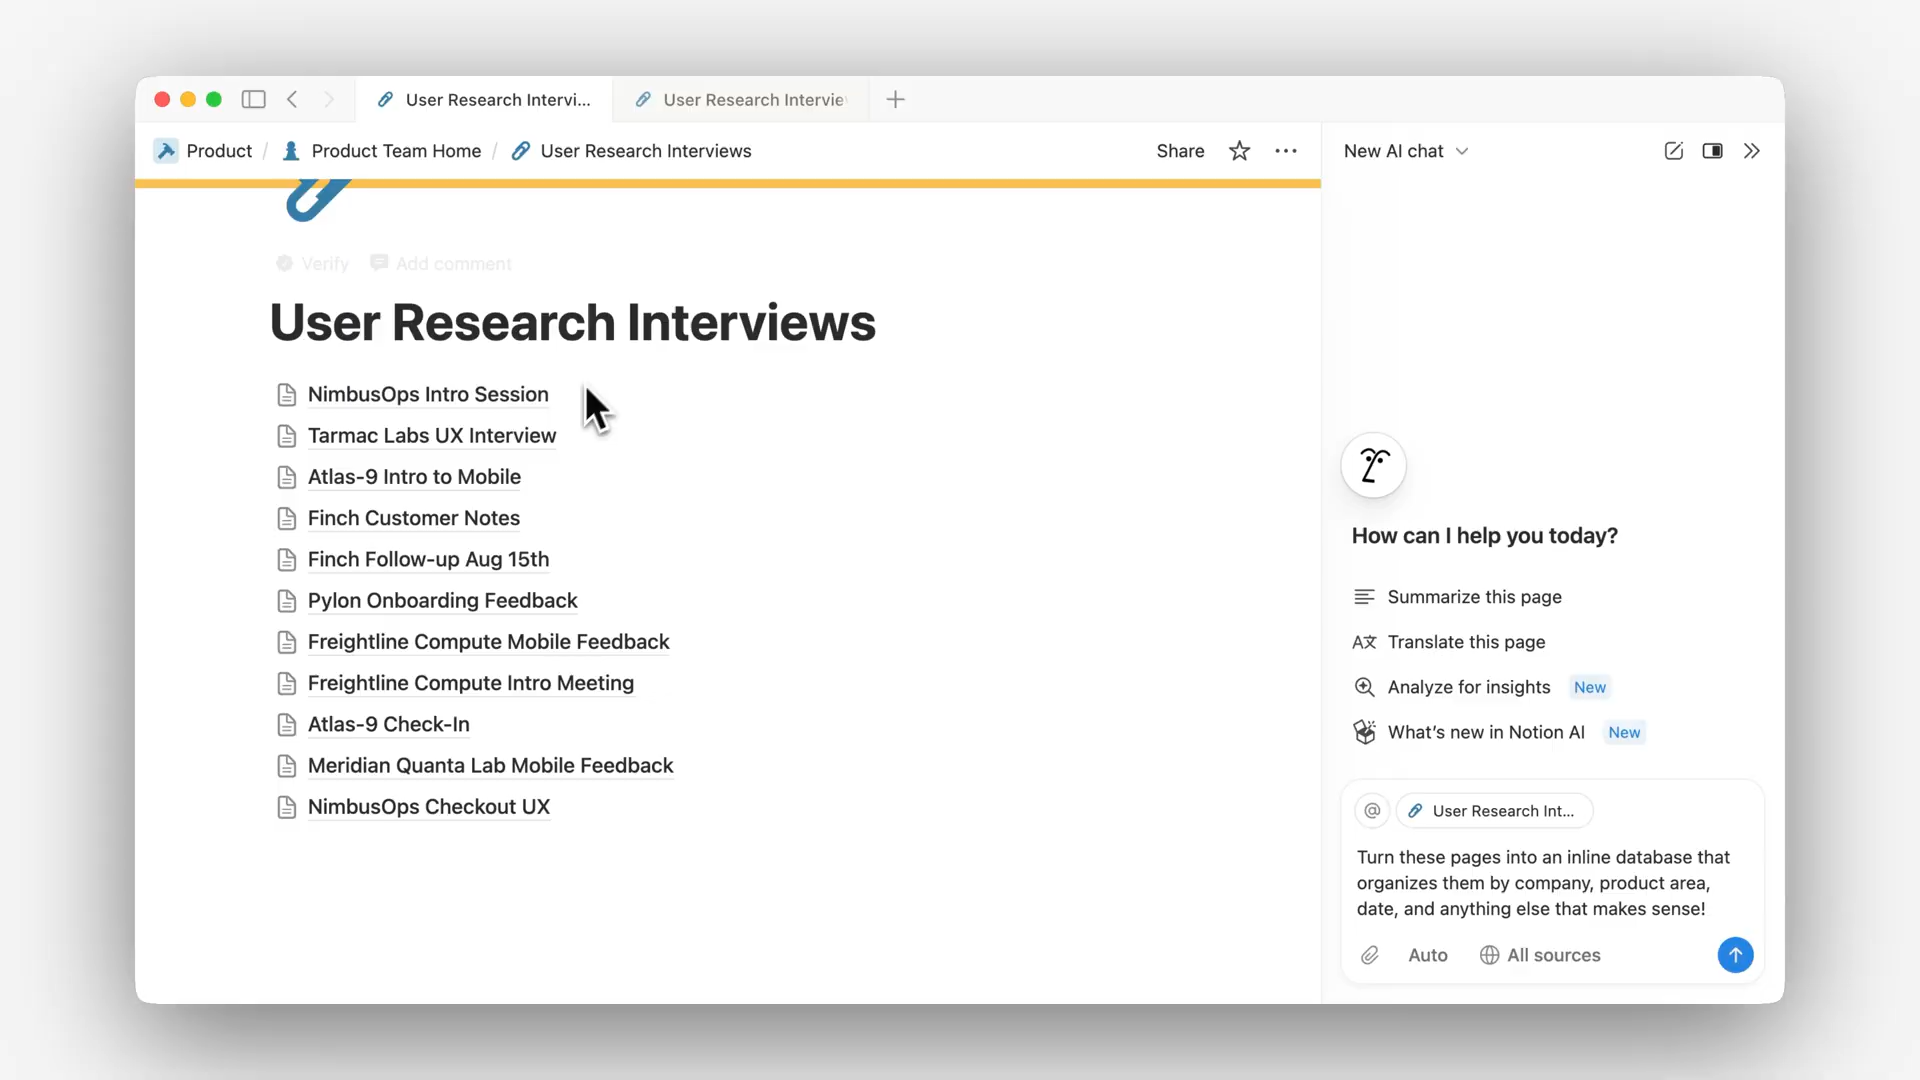 User Research Intervi...
User Research Intervie
Product / Product Team Home / User Research Interviews
Share
New AI chat
Verify
Add comment
User Research Interviews
NimbusOps Intro Session
Tarmac Labs UX Interview
Atlas-9 Intro to Mobile
Finch Customer Notes
Finch Follow-up Aug 15th
Pylon Onboarding Feedback
Freightline Compute Mobile Feedback
Freightline Compute Intro Meeting
Atlas-9 Check-In
Meridian Quanta Lab Mobile Feedback
NimbusOps Checkout UX
How can I help you today?
Summarize this page
Translate this page
Analyze for insights New
What's new in Notion AI New
@ User Research Int...
Turn these pages into an inline database that
organizes them by company, product area,
date, and anything else that makes sense!
Auto
All sources